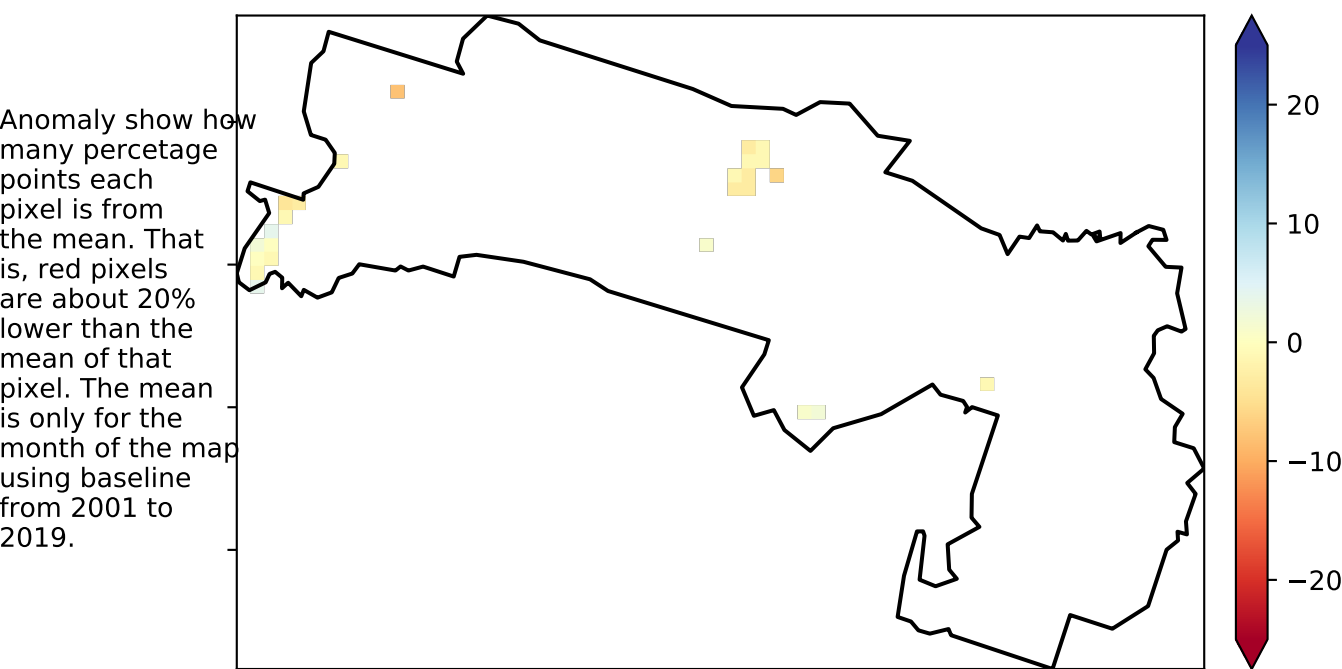 Anomaly show how
many percetage
points each
pixel is from
the mean. That
is, red pixels
are about 20%
lower than the
mean of that
pixel. The mean
is only for the
month of the map
using baseline
from 2001 to
2019.
20
10
0
−10
−20